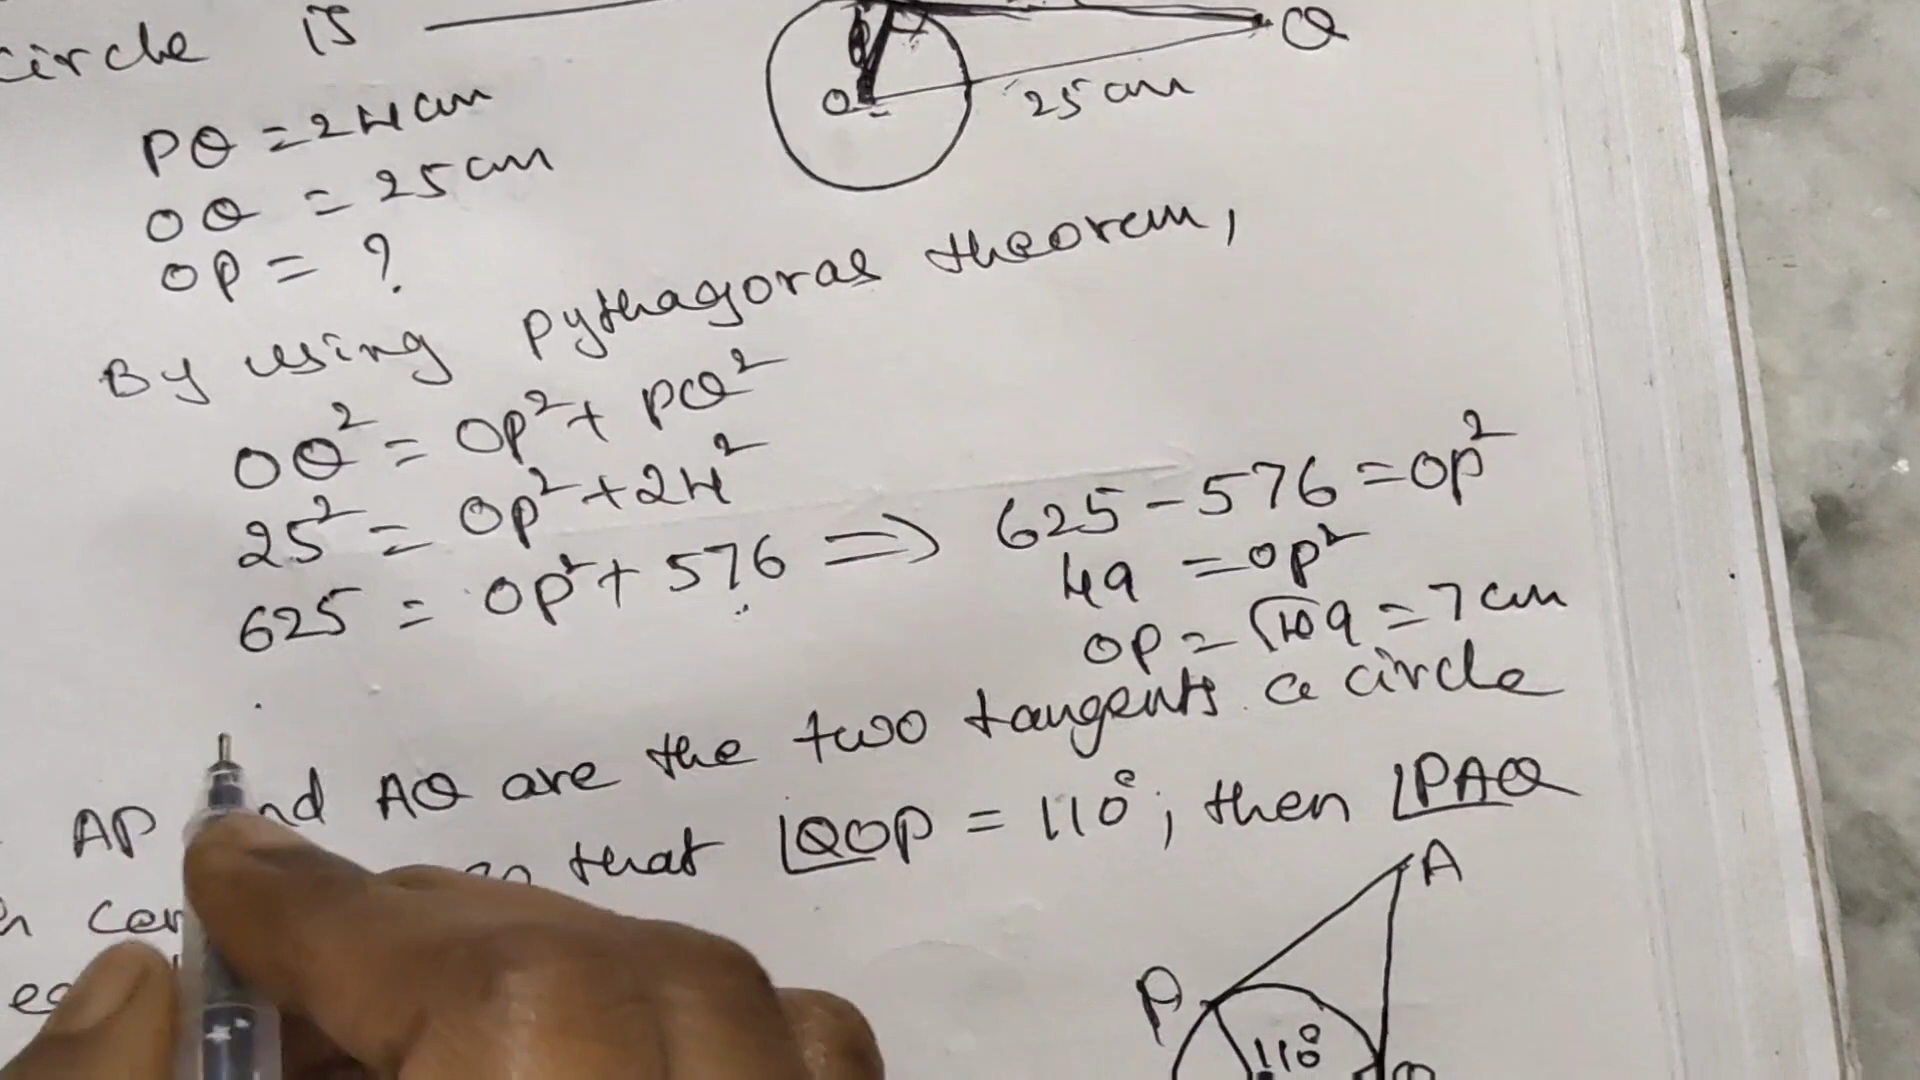 circle is
Q
O
25 cm
PQ = 24 cm
OQ = 25 cm
OP = ?
By using pythagoras theorem,
OQ² = OP² + PQ²
25² = OP² + 24²
625 = OP² + 576 ⇒ 625 - 576 = OP²
49 = OP²
OP = √49 = 7 cm
AP and AQ are the two tangents a circle
that ∠QOP = 110°, then ∠PAQ
A
P
110°